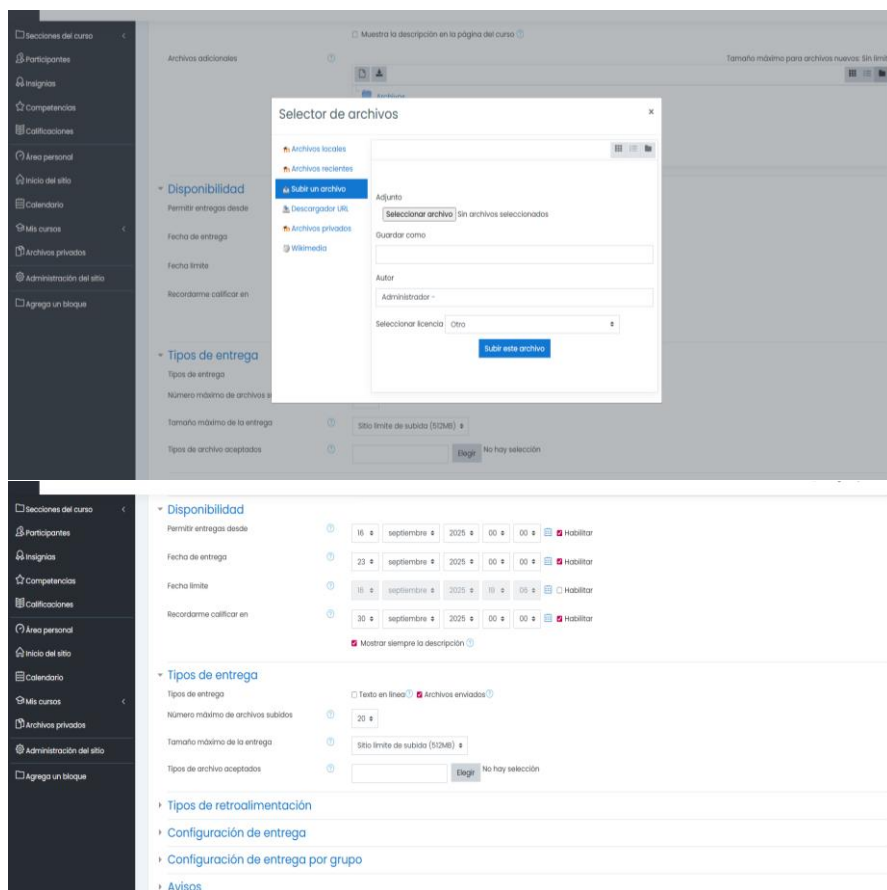 Secciones del curso
Participantes
Insignias
Competencias
Calificaciones
Área personal
Inicio del sitio
Calendario
Mis cursos
Archivos privados
Administración del sitio
Agrega un bloque
Muestra la descripción en la página del curso
Archivos adicionales
Tamaño máximo para archivos nuevos: Sin límit
Archivos
Selector de archivos
×
Archivos locales
Archivos recientes
Subir un archivo
Descargador URL
Archivos privados
Wikimedia
Adjunto
Seleccionar archivo Sin archivos seleccionados
Guardar como
Autor
Administrador -
Seleccionar licencia Otro
Subir este archivo
Disponibilidad
Permitir entregas desde
Fecha de entrega
Fecha límite
Recordarme calificar en
Tipos de entrega
Tipos de entrega
Número máximo de archivos s
Tamaño máximo de la entrega Sitio límite de subida (512MB)
Tipos de archivo aceptados Elegir No hay selección
Secciones del curso
Participantes
Insignias
Competencias
Calificaciones
Área personal
Inicio del sitio
Calendario
Mis cursos
Archivos privados
Administración del sitio
Agrega un bloque
Disponibilidad
Permitir entregas desde 16 septiembre 2025 00 00 Habilitar
Fecha de entrega 23 septiembre 2025 00 00 Habilitar
Fecha límite septiembre 2025 Habilitar
Recordarme calificar en 30 septiembre 2025 00 00 Habilitar
Mostrar siempre la descripción
Tipos de entrega
Tipos de entrega Texto en línea Archivos enviados
Número máximo de archivos subidos 20
Tamaño máximo de la entrega Sitio límite de subida (512MB)
Tipos de archivo aceptados Elegir No hay selección
Tipos de retroalimentación
Configuración de entrega
Configuración de entrega por grupo
Avisos